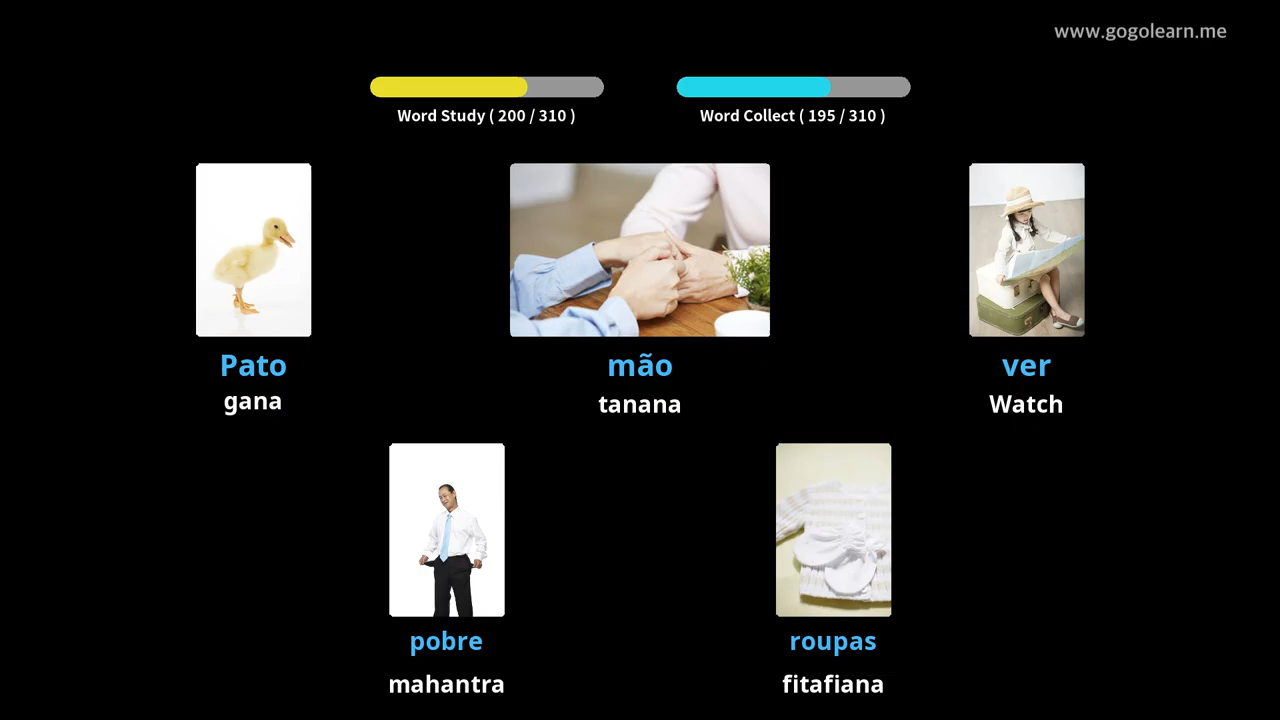 www.gogolearn.me
Word Study ( 200 / 310 )
Word Collect ( 195 / 310 )
Pato
gana
mão
tanana
ver
Watch
pobre
mahantra
roupas
fitafiana